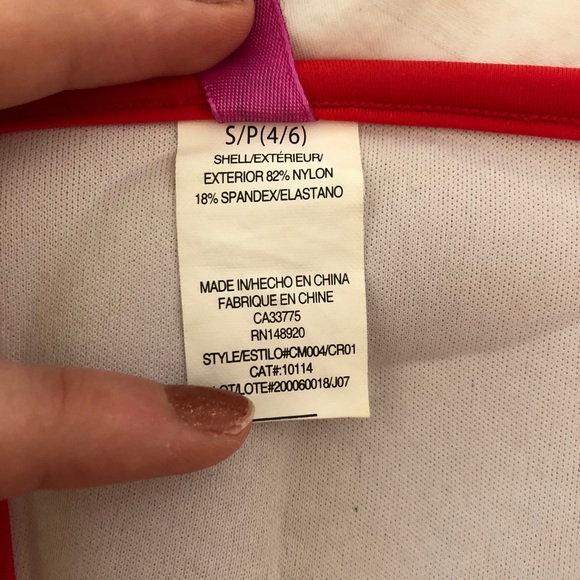 S/P(4/6)
SHELL/EXTÉRIEUR/
EXTERIOR 82% NYLON
18% SPANDEX/ELASTANO
MADE IN/HECHO EN CHINA
FABRIQUE EN CHINE
CA33775
RN148920
STYLE/ESTILO#CM004/CR01
CAT#:10114
LOT/LOTE#200060018/J07